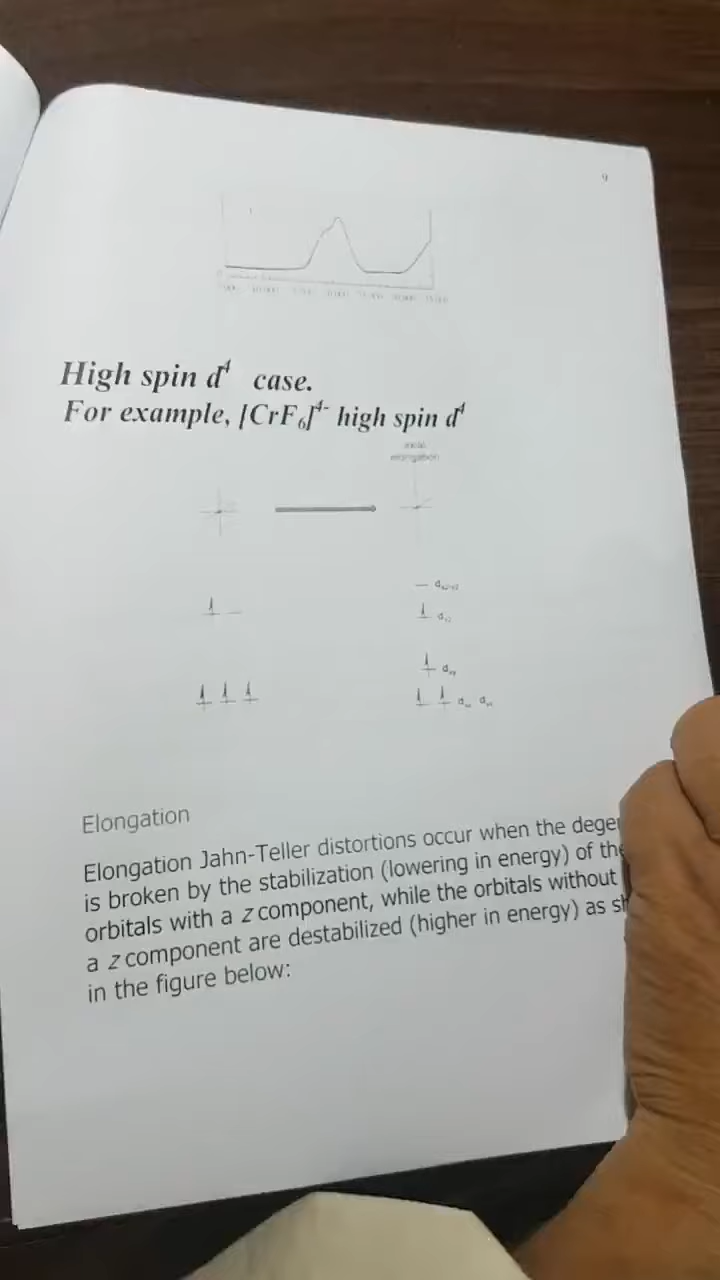 9
High spin d⁴ case.
For example, [CrF₆]⁴⁻ high spin d⁴
elongation
Elongation
Elongation Jahn-Teller distortions occur when the
is broken by the stabilization (lowering in energy) of the
orbitals with a z component, while the orbitals without
a z component are destabilized (higher in energy) as
in the figure below: